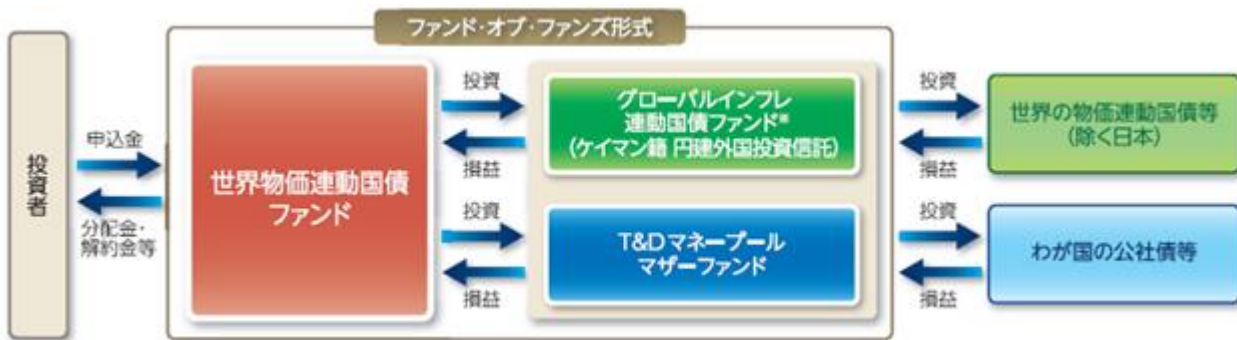 ファンド・オブ・ファンズ形式
投資者
申込金
分配金・
解約金等
世界物価連動国債
ファンド
投資
損益
投資
損益
グローバルインフレ
連動国債ファンド※
(ケイマン籍 円建外国投資信託)
T&Dマネープール
マザーファンド
投資
損益
投資
損益
世界の物価連動国債等
(除く日本)
わが国の公社債等